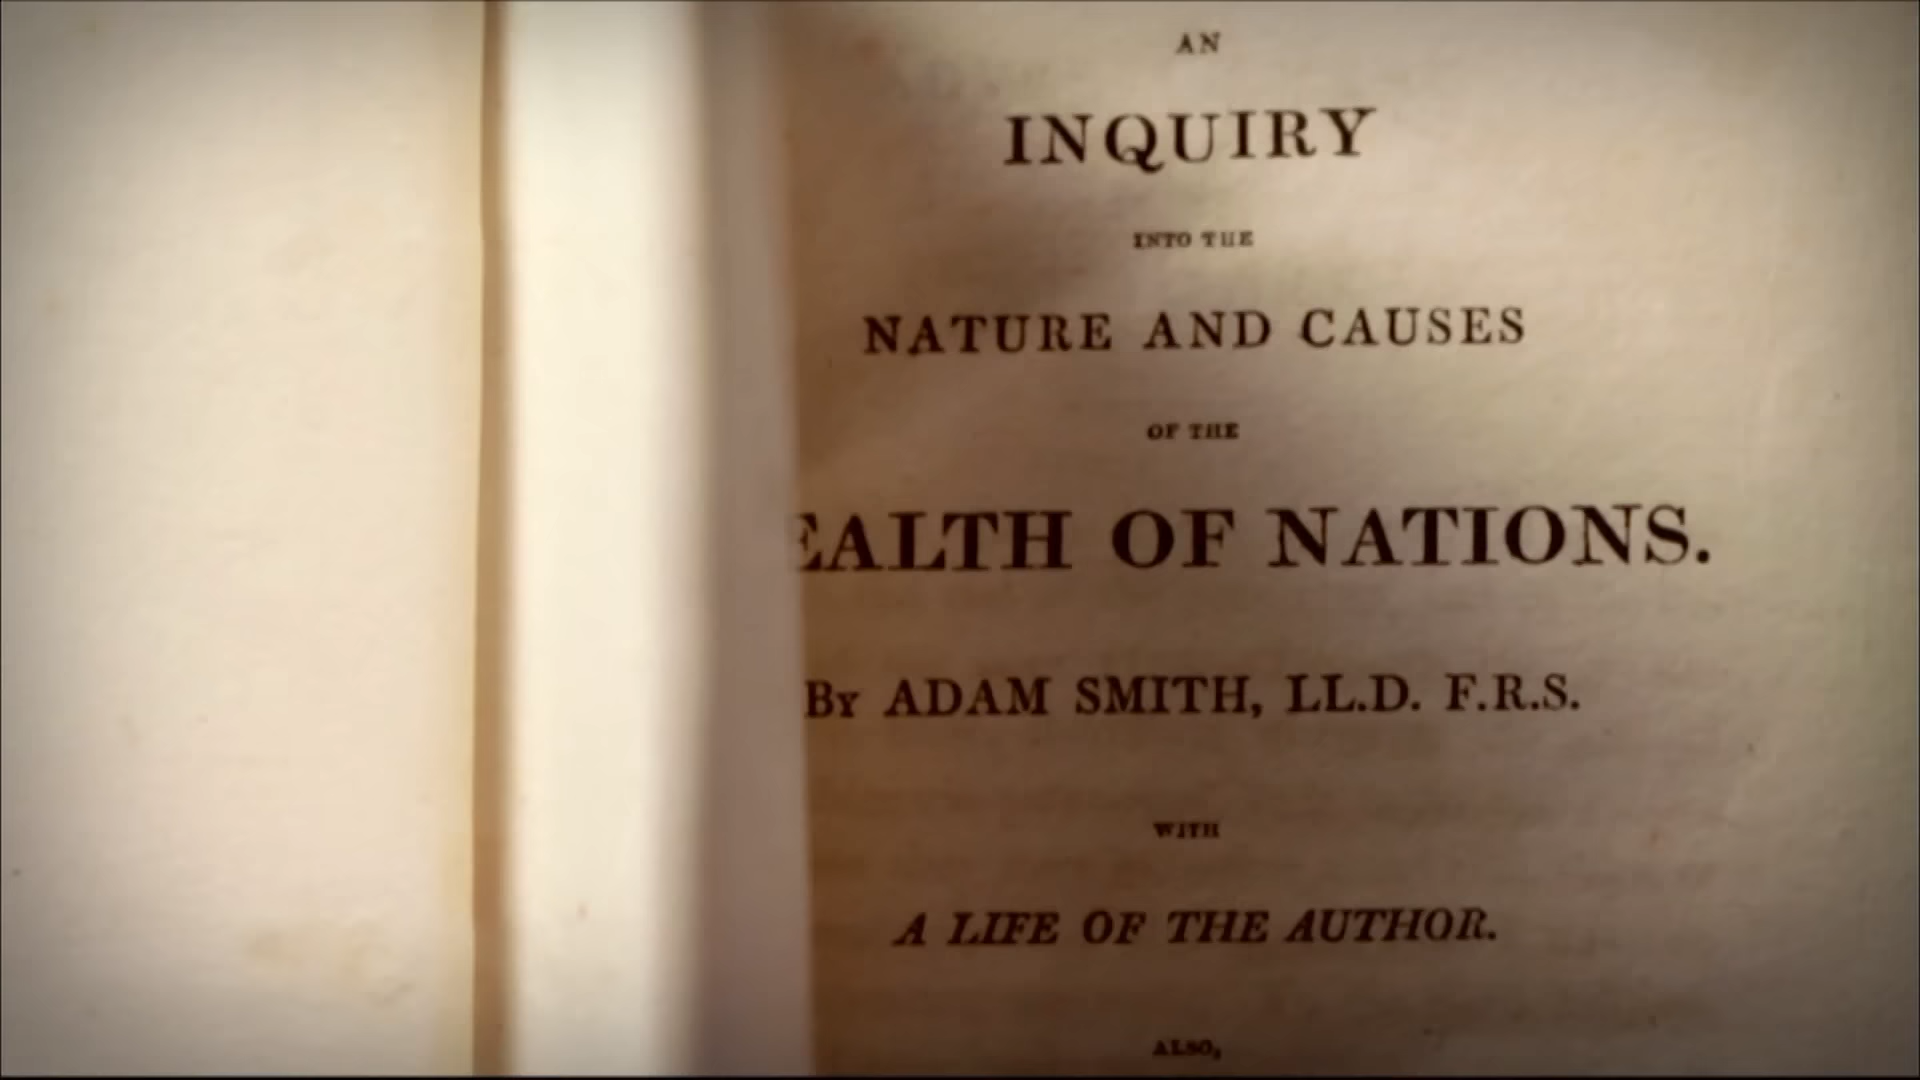 AN
INQUIRY
INTO THE
NATURE AND CAUSES
OF THE
EALTH OF NATIONS.
By ADAM SMITH, LL.D. F.R.S.
WITH
A LIFE OF THE AUTHOR.
ALSO,